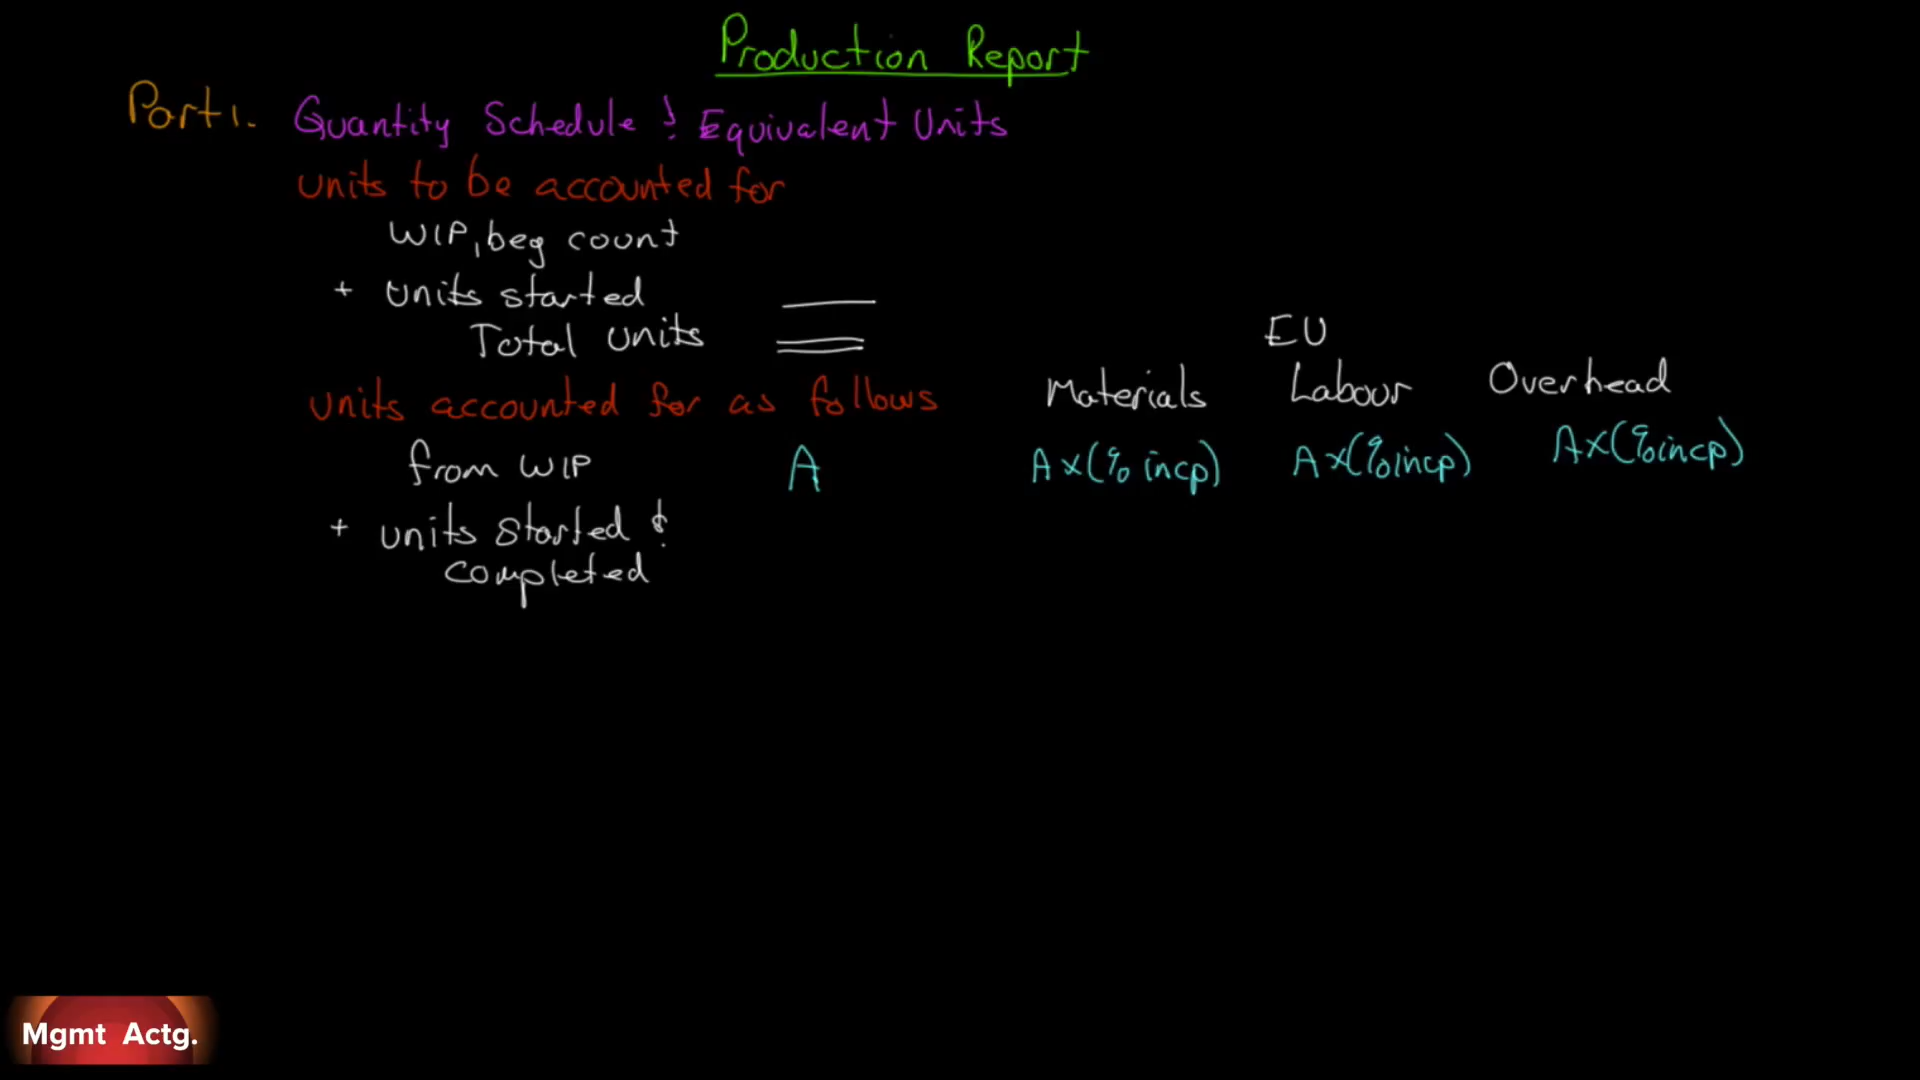 Production Report
Part 1. Quantity Schedule & Equivalent Units
units to be accounted for
WIP, beg count
+ units started
Total units
EU
units accounted for as follows Materials Labour Overhead
from WIP A A x (% incp) A x (% incp) A x (% incp)
+ units started &
completed
Mgmt Actg.